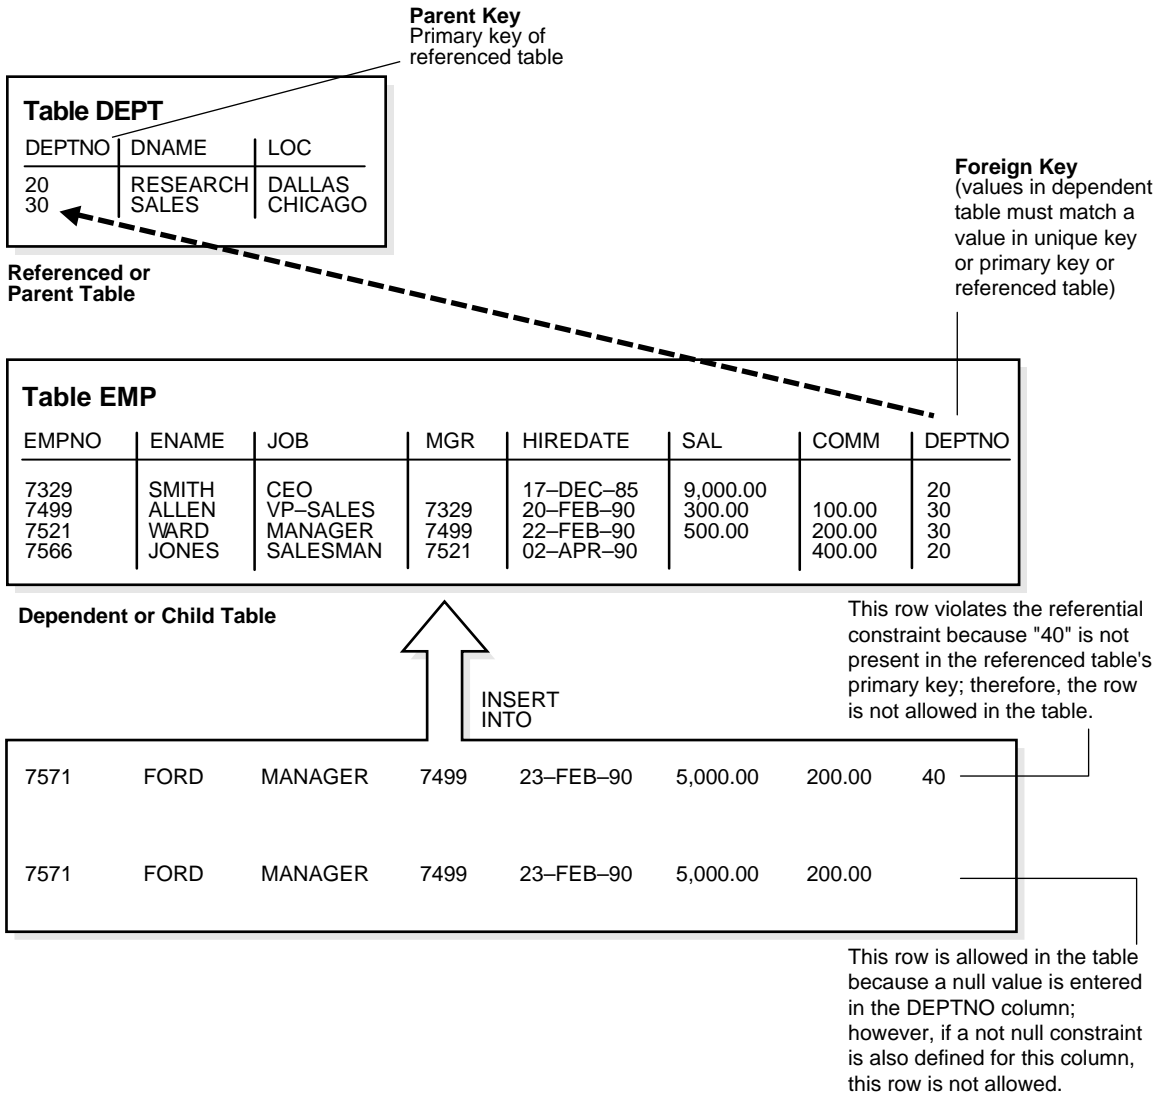 Parent Key
Primary key of
referenced table
Table DEPT
DEPTNO DNAME LOC
20 RESEARCH DALLAS
30 SALES CHICAGO
Referenced or
Parent Table
Foreign Key
(values in dependent
table must match a
value in unique key
or primary key or
referenced table)
Table EMP
EMPNO ENAME JOB MGR HIREDATE SAL COMM DEPTNO
7329 SMITH CEO 17–DEC–85 9,000.00 20
7499 ALLEN VP–SALES 7329 20–FEB–90 300.00 100.00 30
7521 WARD MANAGER 7499 22–FEB–90 500.00 200.00 30
7566 JONES SALESMAN 7521 02–APR–90 400.00 20
Dependent or Child Table
This row violates the referential
constraint because "40" is not
present in the referenced table's
primary key; therefore, the row
is not allowed in the table.
INSERT
INTO
7571 FORD MANAGER 7499 23–FEB–90 5,000.00 200.00 40
7571 FORD MANAGER 7499 23–FEB–90 5,000.00 200.00
This row is allowed in the table
because a null value is entered
in the DEPTNO column;
however, if a not null constraint
is also defined for this column,
this row is not allowed.